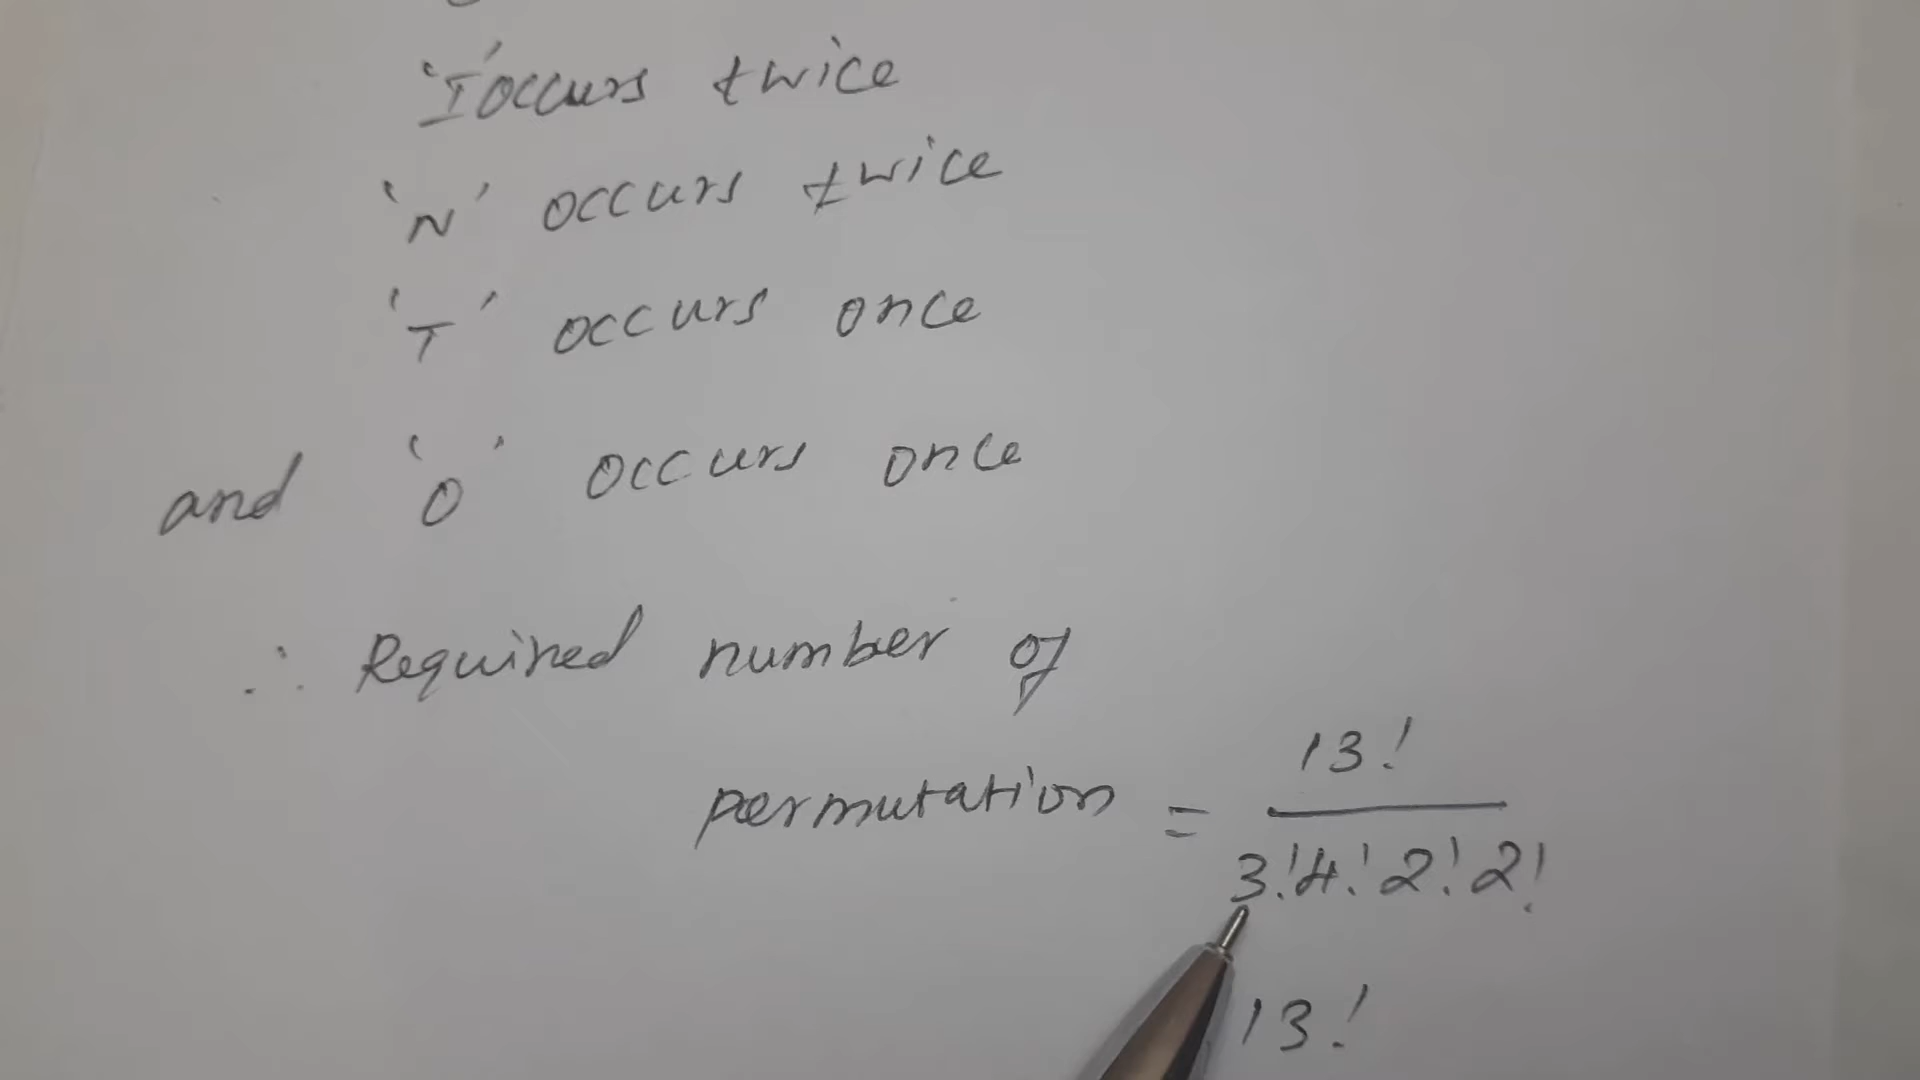 'I' occurs twice
'N' occurs twice
'T' occurs once
and 'O' occurs once
∴ Required number of
permutation = 13! / 3! 4! 2! 2!
13!